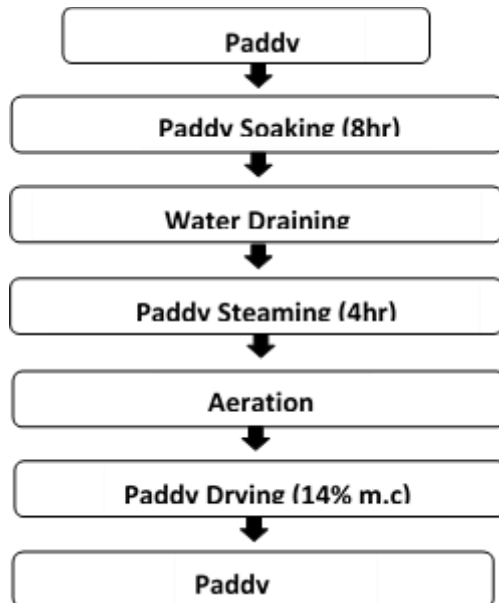 Paddy
Paddy Soaking (8hr)
Water Draining
Paddy Steaming (4hr)
Aeration
Paddy Drying (14% m.c)
Paddy